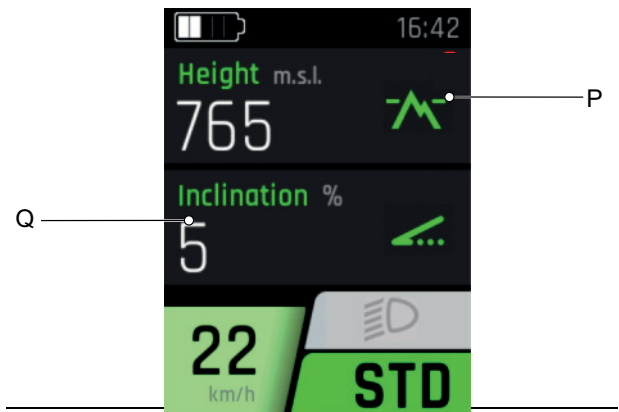 16:42
Height m.s.l.
765
P
Inclination %
Q
5
22
km/h
STD